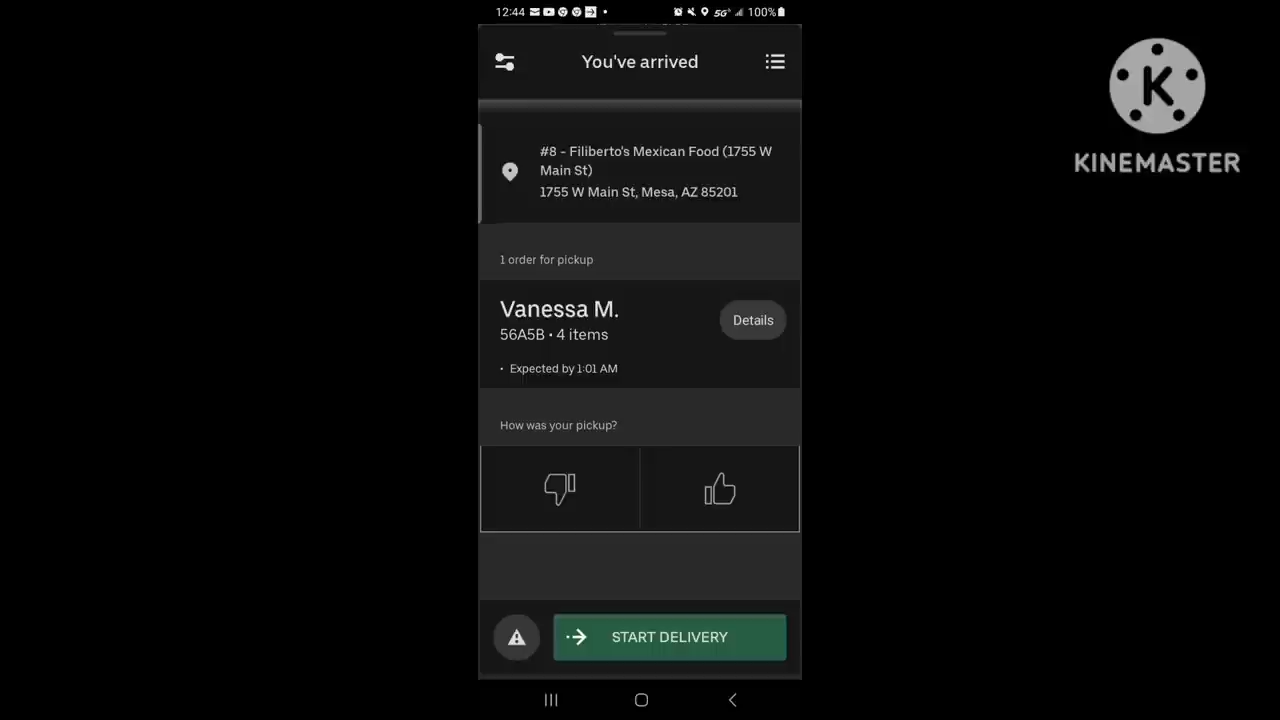 12:44
5G+
100%
You've arrived
#8 - Filiberto's Mexican Food (1755 W
Main St)
1755 W Main St, Mesa, AZ 85201
1 order for pickup
Vanessa M.
56A5B • 4 items
Details
• Expected by 1:01 AM
How was your pickup?
START DELIVERY
K
KINEMASTER